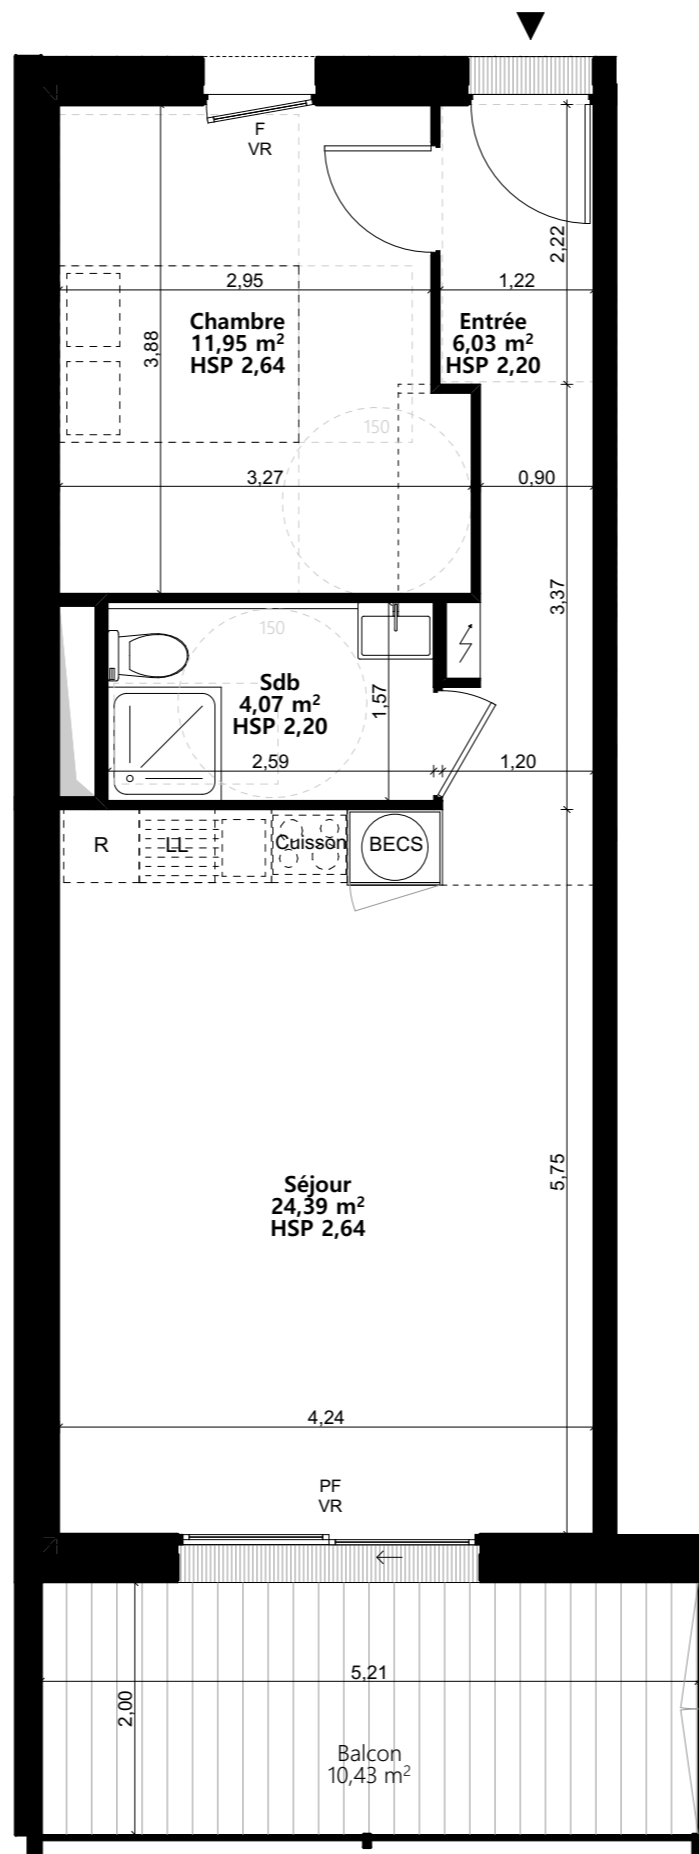 F
VR
2,22
2,95
1,22
Chambre
11,95 m²
HSP 2,64
Entrée
6,03 m²
HSP 2,20
3,88
150
3,27
0,90
3,37
150
Sdb
4,07 m²
HSP 2,20
1,57
2,59
1,20
R
LL
Cuisson
BECS
Séjour
24,39 m²
HSP 2,64
5,75
4,24
PF
VR
5,21
2,00
Balcon
10,43 m²